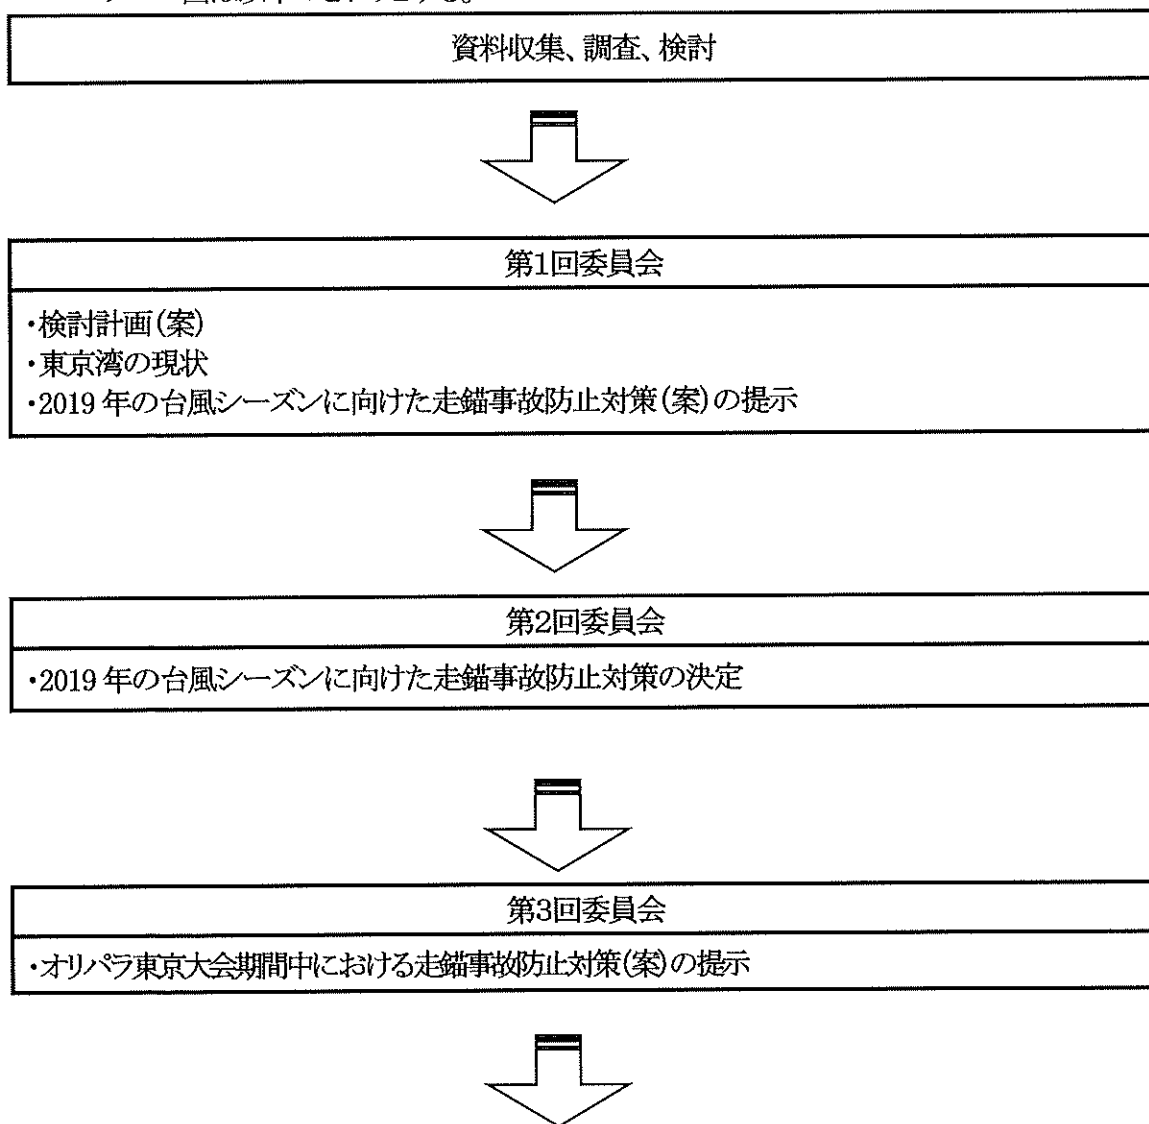 資料収集、調査、検討
第1回委員会
・検討計画(案)
・東京湾の現状
・2019年の台風シーズンに向けた走錨事故防止対策(案)の提示
第2回委員会
・2019年の台風シーズンに向けた走錨事故防止対策の決定
第3回委員会
・オリパラ東京大会期間中における走錨事故防止対策(案)の提示